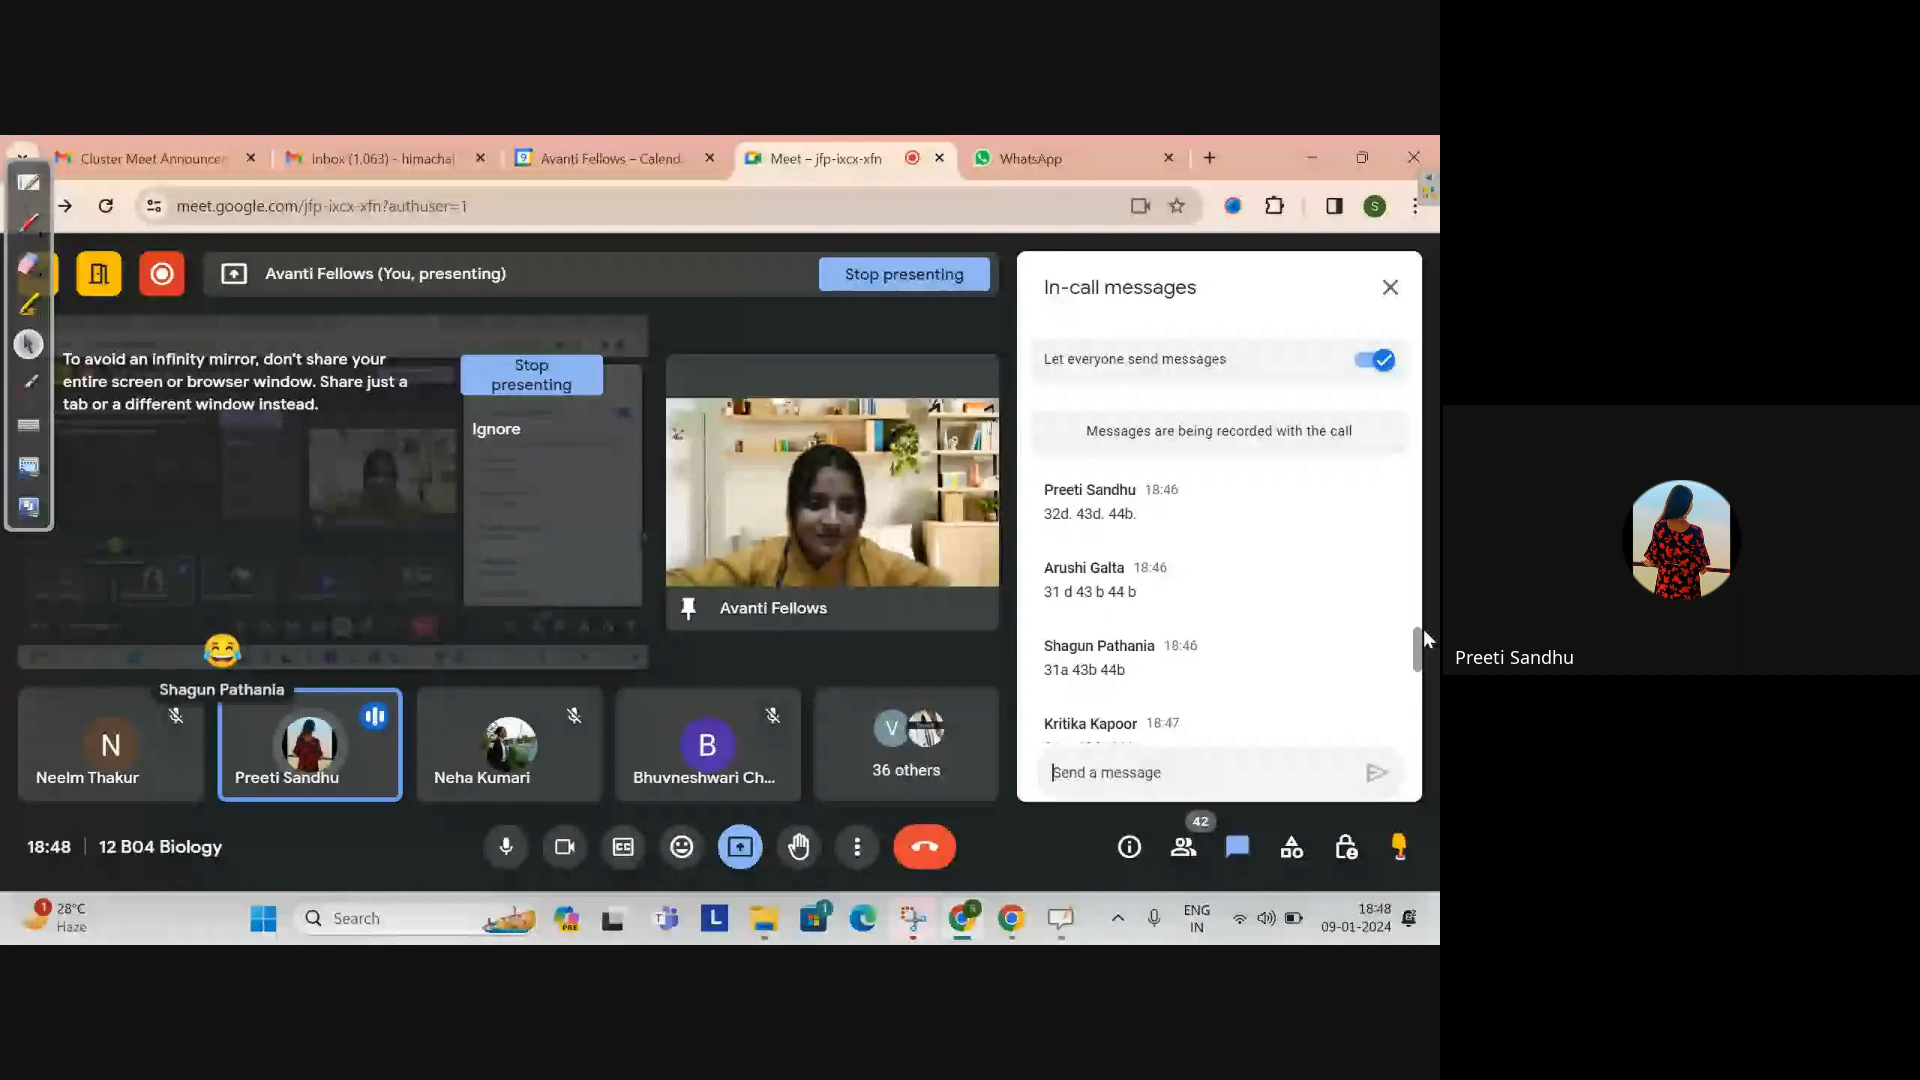 Cluster Meet Announcer
Inbox (1,063) - himachal
9
Avanti Fellows – Calend
Meet – jfp-ixcx-xfn
WhatsApp
meet.google.com/jfp-ixcx-xfn?authuser=1
S
Avanti Fellows (You, presenting)
Stop presenting
To avoid an infinity mirror, don't share your
entire screen or browser window. Share just a
tab or a different window instead.
Stop
presenting
Ignore
Avanti Fellows
Shagun Pathania
N
Neelm Thakur
Preeti Sandhu
Neha Kumari
B
Bhuvneshwari Ch...
V
36 others
In-call messages
Let everyone send messages
Messages are being recorded with the call
Preeti Sandhu 18:46
32d. 43d. 44b.
Arushi Galta 18:46
31 d 43 b 44 b
Shagun Pathania 18:46
31a 43b 44b
Kritika Kapoor 18:47
Send a message
18:48
12 B04 Biology
42
1
28°C
Haze
Search
PRE
L
1
S
ENG
IN
18:48
09-01-2024
Preeti Sandhu